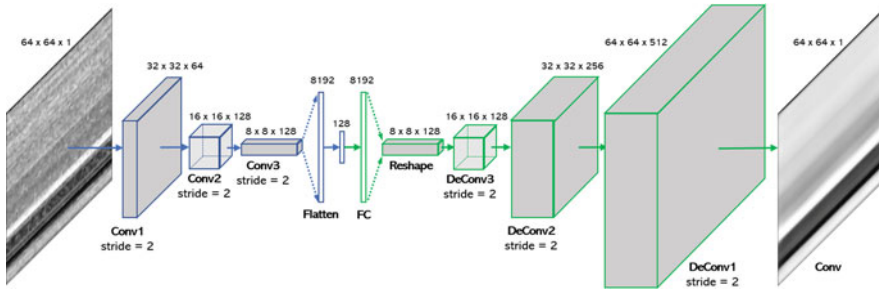 64 x 64 x 1
32 x 32 x 64
16 x 16 x 128
8 x 8 x 128
8192
128
8192
8 x 8 x 128
16 x 16 x 128
32 x 32 x 256
64 x 64 x 512
64 x 64 x 1
Conv1
stride = 2
Conv2
stride = 2
Conv3
stride = 2
Flatten
FC
Reshape
DeConv3
stride = 2
DeConv2
stride = 2
DeConv1
stride = 2
Conv